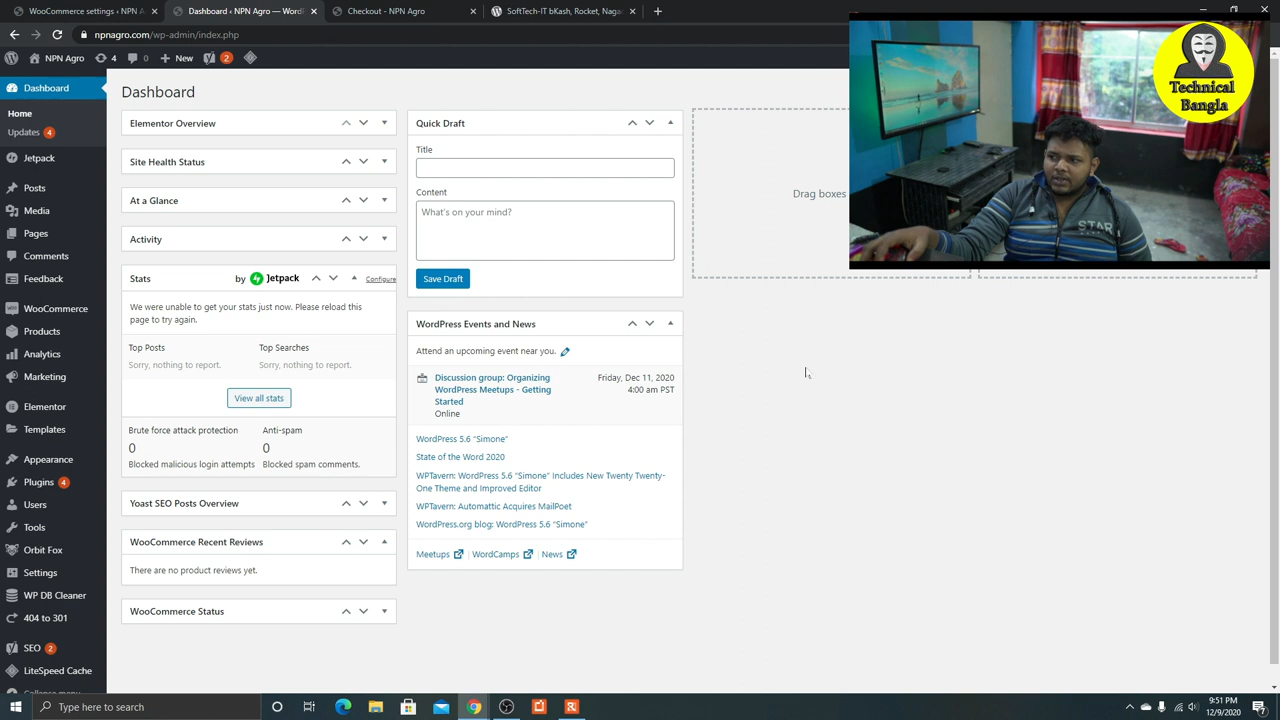 WooCommerce - NPN Agro
NPN Agro — W
Checkout - NPN Agro
SoftTech-IT BKash, Rocket, Nag
npnagro.com/wp-admin/index.php
NPN Agro 4 0 New 2
Dashboard
Home
Updates 4
Jetpack
Posts
Media
Pages
Comments
Feedback
WooCommerce
Products
Analytics
Marketing
Elementor
Templates
Appearance
Plugins 4
Users
Tools
Orbit Fox
Settings
WP DB Cleaner
404 to 301
SEO 2
LiteSpeed Cache
Collapse menu
Dashboard
Elementor Overview
Site Health Status
At a Glance
Activity
Stats by Jetpack Configure
We were unable to get your stats just now. Please reload this
page to try again.
Top Posts Top Searches
Sorry, nothing to report. Sorry, nothing to report.
View all stats
Brute force attack protection Anti-spam
0 0
Blocked malicious login attempts Blocked spam comments.
Yoast SEO Posts Overview
WooCommerce Recent Reviews
There are no product reviews yet.
WooCommerce Status
Quick Draft
Title
Content
What's on your mind?
Save Draft
WordPress Events and News
Attend an upcoming event near you.
Discussion group: Organizing Friday, Dec 11, 2020
WordPress Meetups - Getting 4:00 am PST
Started
Online
WordPress 5.6 “Simone”
State of the Word 2020
WPTavern: WordPress 5.6 “Simone” Includes New Twenty Twenty-
One Theme and Improved Editor
WPTavern: Automattic Acquires MailPoet
WordPress.org blog: WordPress 5.6 “Simone”
Meetups | WordCamps | News
Drag boxes
Technical
Bangla
STAR
Type here to search
9:51 PM
12/9/2020